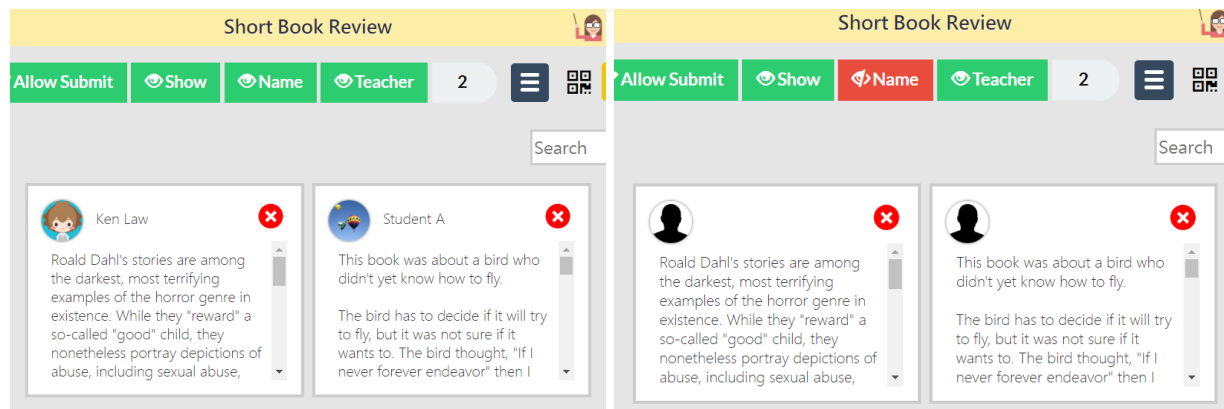 Short Book Review
Allow Submit Show Name Teacher 2
Search
Ken Law
Roald Dahl's stories are among
the darkest, most terrifying
examples of the horror genre in
existence. While they "reward" a
so-called "good" child, they
nonetheless portray depictions of
abuse, including sexual abuse,
Student A
This book was about a bird who
didn't yet know how to fly.
The bird has to decide if it will try
to fly, but it was not sure if it
wants to. The bird thought, "If I
never forever endeavor" then I
Short Book Review
Allow Submit Show Name Teacher 2
Search
Roald Dahl's stories are among
the darkest, most terrifying
examples of the horror genre in
existence. While they "reward" a
so-called "good" child, they
nonetheless portray depictions of
abuse, including sexual abuse,
This book was about a bird who
didn't yet know how to fly.
The bird has to decide if it will try
to fly, but it was not sure if it
wants to. The bird thought, "If I
never forever endeavor" then I